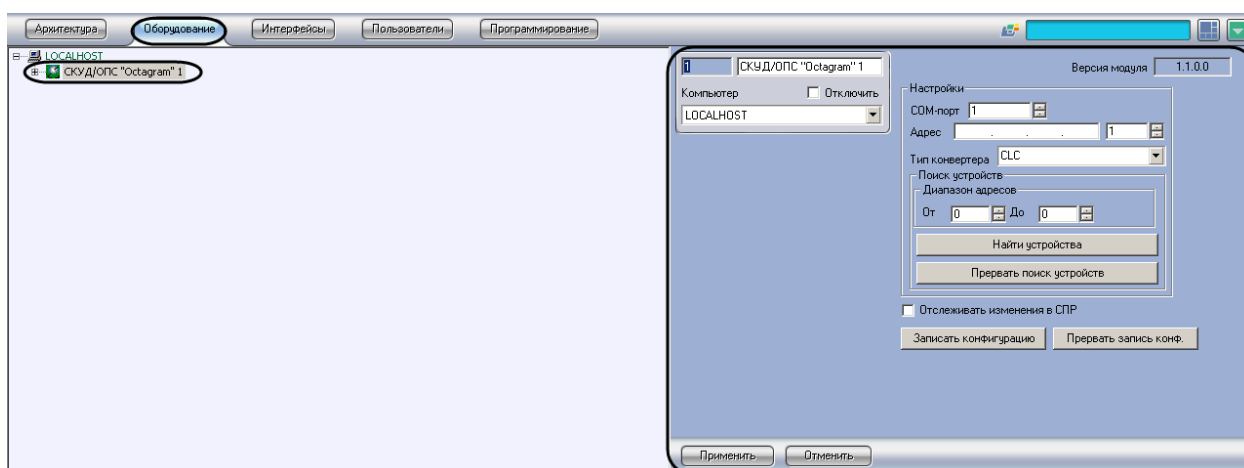 Архитектура Оборудование Интерфейсы Пользователи Программирование
LOCALHOST
СКУД/ОПС "Octagram" 1
1 СКУД/ОПС "Octagram" 1
Компьютер Отключить
LOCALHOST
Версия модуля 1.1.0.0
Настройки
COM-порт 1
Адрес . . . 1
Тип конвертера CLC
Поиск устройств
Диапазон адресов
От 0 До 0
Найти устройства
Прервать поиск устройств
Отслеживать изменения в СПР
Записать конфигурацию Прервать запись конф.
Применить Отменить